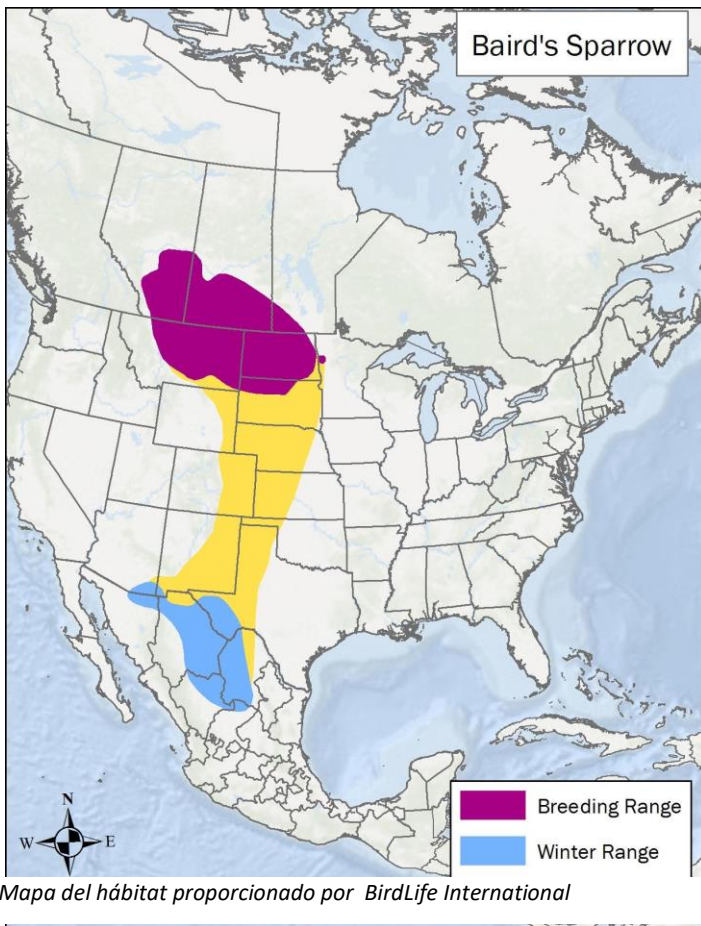 Baird's Sparrow
N
W E
S
Breeding Range
Winter Range
Mapa del hábitat proporcionado por BirdLife International